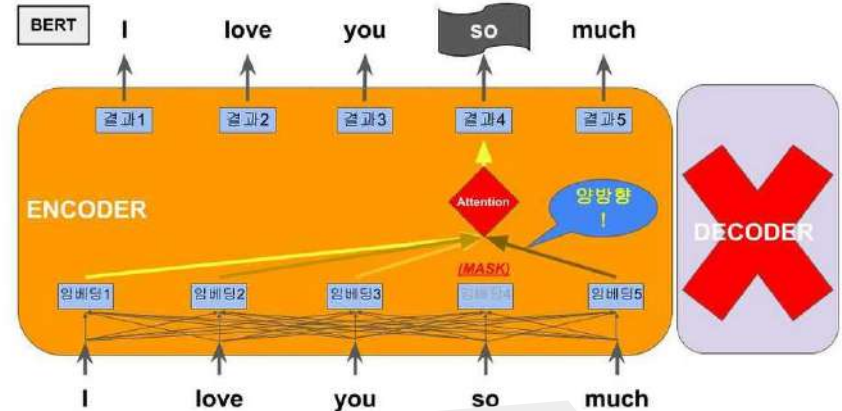 BERT
I love you so much
결과1 결과2 결과3 결과4 결과5
Attention
양방향
!
ENCODER
DECODER
(MASK)
임베딩1 임베딩2 임베딩3 임베딩4 임베딩5
I love you so much